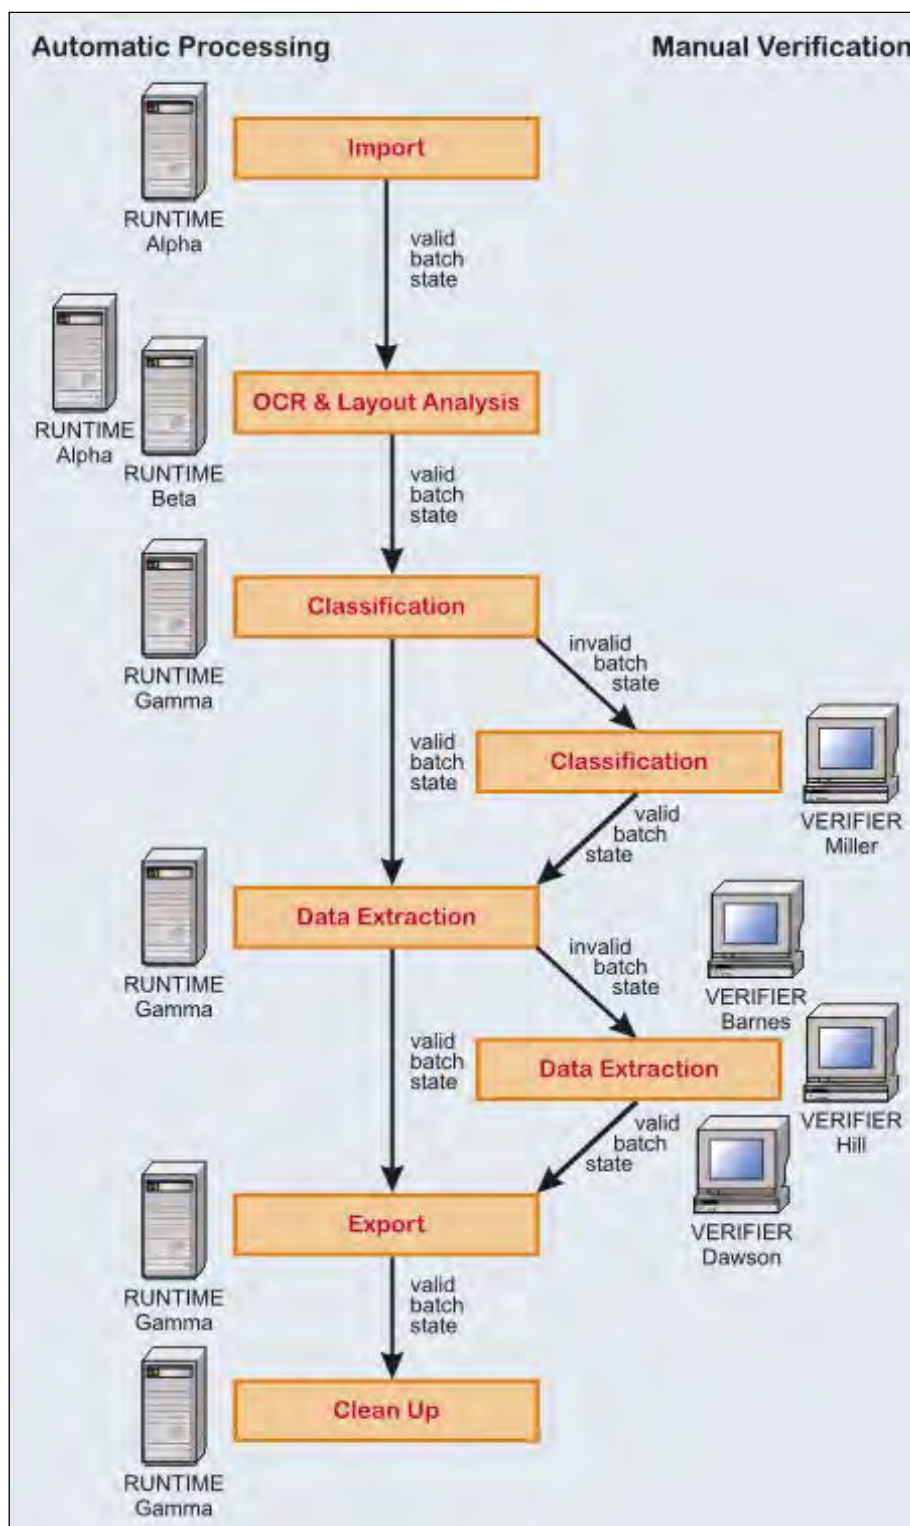 Automatic Processing
Manual Verification
Import
RUNTIME
Alpha
valid
batch
state
RUNTIME
Alpha
RUNTIME
Beta
OCR & Layout Analysis
valid
batch
state
RUNTIME
Gamma
Classification
invalid
batch
state
valid
batch
state
Classification
VERIFIER
Miller
valid
batch
state
RUNTIME
Gamma
Data Extraction
invalid
batch
state
VERIFIER
Barnes
valid
batch
state
Data Extraction
VERIFIER
Hill
valid
batch
state
VERIFIER
Dawson
RUNTIME
Gamma
Export
valid
batch
state
RUNTIME
Gamma
Clean Up